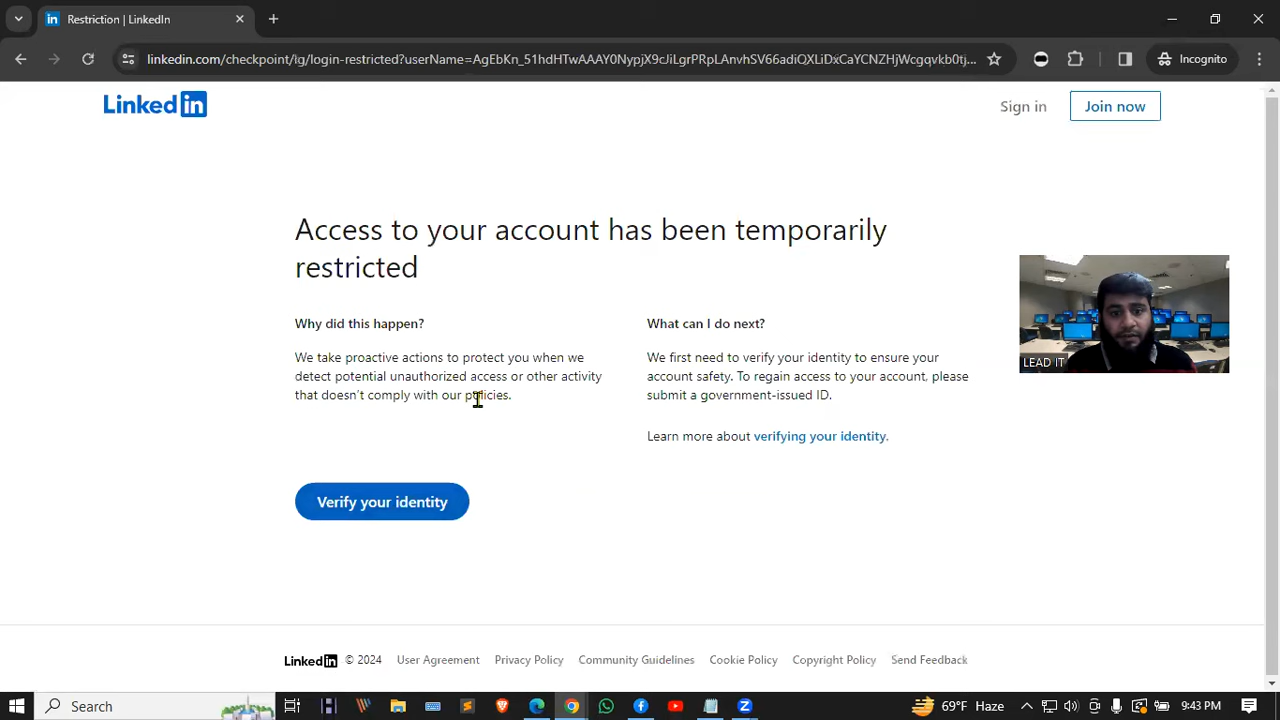 in Restriction | LinkedIn
linkedin.com/checkpoint/lg/login-restricted?userName=AgEbKn_51hdHTwAAAY0NypjX9cJiLgrPRpLAnvhSV66adiQXLiDxCaYCNZHjWcgqvkb0tj...
Incognito
Linked in
Sign in
Join now
Access to your account has been temporarily
restricted
Why did this happen?
We take proactive actions to protect you when we
detect potential unauthorized access or other activity
that doesn't comply with our policies.
What can I do next?
We first need to verify your identity to ensure your
account safety. To regain access to your account, please
submit a government-issued ID.
Learn more about verifying your identity.
LEAD IT
Verify your identity
Linked in © 2024 User Agreement Privacy Policy Community Guidelines Cookie Policy Copyright Policy Send Feedback
Search
69°F Haze
9:43 PM